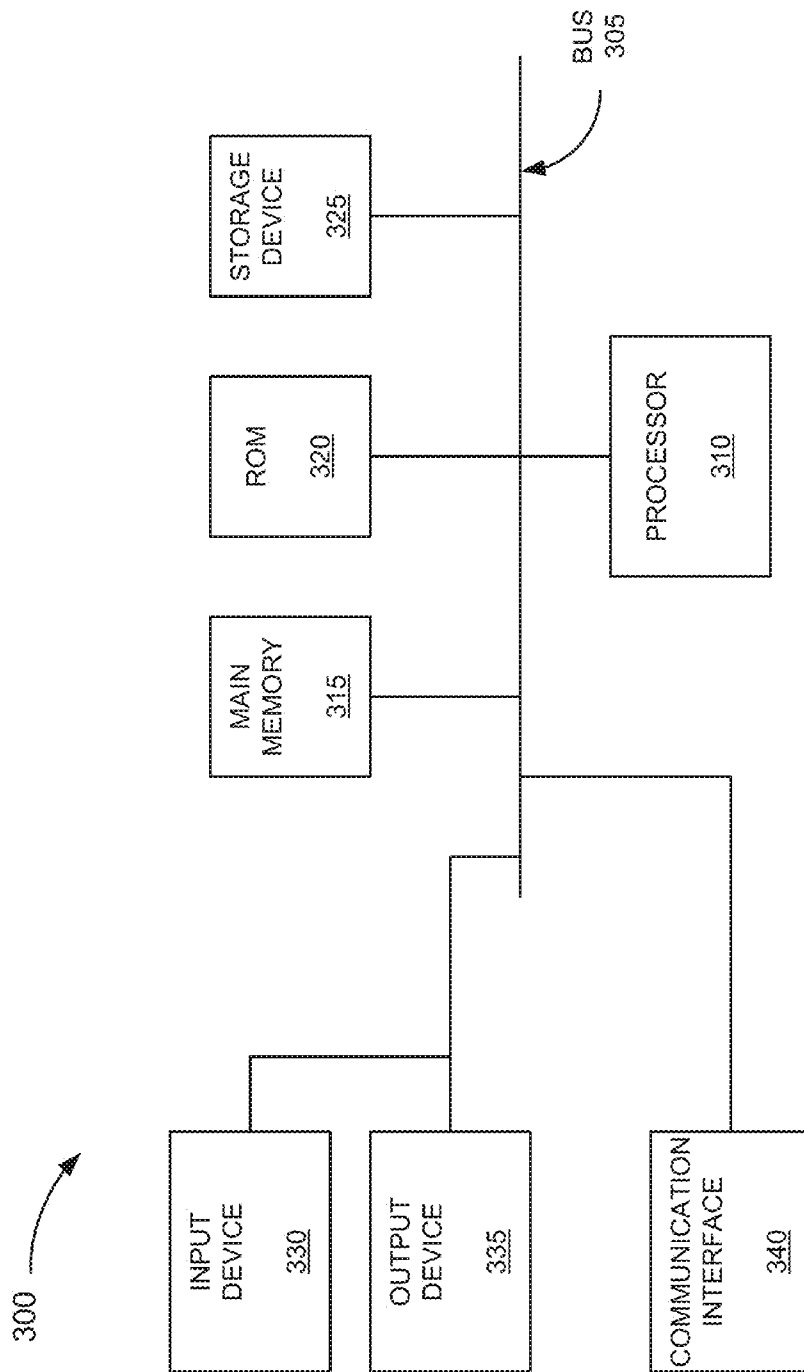 300
INPUT
DEVICE
330
OUTPUT
DEVICE
335
COMMUNICATION
INTERFACE
340
MAIN
MEMORY
315
ROM
320
STORAGE
DEVICE
325
PROCESSOR
310
BUS
305